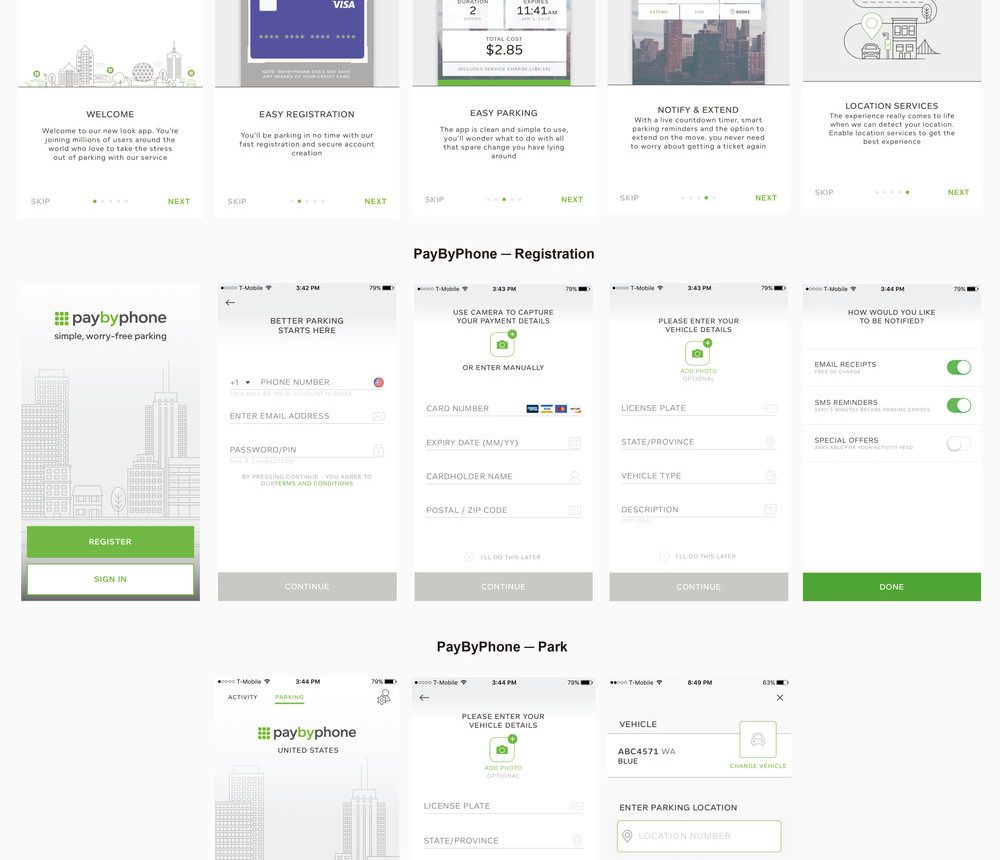 VISA
NOTE: PAYBYPHONE DOES NOT SAVE
ANY IMAGES OF YOUR CREDIT CARD
DURATION
2
HOURS
EXPIRES
11:41AM
JAN 1, 2016
TOTAL COST
$2.85
INCLUDES SERVICE CHARGE (+$0.15)
EXTEND
END
66001
WELCOME
Welcome to our new look app. You're
joining millions of users around the
world who love to take the stress
out of parking with our service
SKIP
NEXT
EASY REGISTRATION
You'll be parking in no time with our
fast registration and secure account
creation
SKIP
NEXT
EASY PARKING
The app is clean and simple to use,
you'll wonder what to do with all
that spare change you have lying
around
SKIP
NEXT
NOTIFY & EXTEND
With a live countdown timer, smart
parking reminders and the option to
extend on the move, you never need
to worry about getting a ticket again
SKIP
NEXT
LOCATION SERVICES
The experience really comes to life
when we can detect your location.
Enable location services to get the
best experience
SKIP
NEXT
PayByPhone — Registration
paybyphone
simple, worry-free parking
REGISTER
SIGN IN
T-Mobile 3:42 PM 79%
BETTER PARKING
STARTS HERE
+1 PHONE NUMBER
THIS WILL BE YOUR ACCOUNT NUMBER
ENTER EMAIL ADDRESS
PASSWORD/PIN
MIN. 6 CHARACTERS
BY PRESSING CONTINUE - YOU AGREE TO
OURTERMS AND CONDITIONS
CONTINUE
T-Mobile 3:43 PM 79%
USE CAMERA TO CAPTURE
YOUR PAYMENT DETAILS
OR ENTER MANUALLY
CARD NUMBER
EXPIRY DATE (MM/YY)
CARDHOLDER NAME
POSTAL / ZIP CODE
I'LL DO THIS LATER
CONTINUE
T-Mobile 3:43 PM 79%
PLEASE ENTER YOUR
VEHICLE DETAILS
ADD PHOTO
OPTIONAL
LICENSE PLATE
STATE/PROVINCE
VEHICLE TYPE
DESCRIPTION
OPTIONAL
I'LL DO THIS LATER
CONTINUE
T-Mobile 3:44 PM 79%
HOW WOULD YOU LIKE
TO BE NOTIFIED?
EMAIL RECEIPTS
FREE OF CHARGE
SMS REMINDERS
SENT 5 MINUTES BEFORE PARKING EXPIRES
SPECIAL OFFERS
AVAILABLE FOR YOUR ACTIVITY FEED
DONE
PayByPhone — Park
T-Mobile 3:44 PM 79%
ACTIVITY PARKING
paybyphone
UNITED STATES
T-Mobile 3:44 PM 79%
PLEASE ENTER YOUR
VEHICLE DETAILS
ADD PHOTO
OPTIONAL
LICENSE PLATE
STATE/PROVINCE
T-Mobile 8:49 PM 63%
VEHICLE
ABC4571 WA
BLUE
CHANGE VEHICLE
ENTER PARKING LOCATION
LOCATION NUMBER